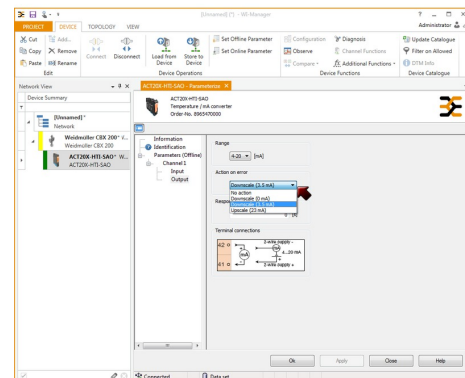 [Unnamed] (*) - WI-Manager
PROJECT DEVICE TOPOLOGY VIEW
Administrator
Cut Add...
Copy Remove
Paste Rename
Connect Disconnect
Load from Device
Store to Device
Set Offline Parameter
Set Online Parameter
Configuration
Observe
Compare
Diagnosis
Channel Functions
Additional Functions
Update Catalogue
Filter on Allowed
DTM Info
Edit
Device Operations
Device Functions
Device Catalogue
Network View
ACT20X-HTI-SAO - Parameterize
Device Summary
[Unnamed]*
Network
Weidmüller CBX 200*
Weidmüller CBX 200
ACT20X-HTI-SAO* W...
ACT20X-HTI-SAO
ACT20X-HTI-SAO
Temperature / mA converter
Order-No. 8965470000
Information
Identification
Parameters (Offline)
Channel 1
Input
Output
Range
4-20 [mA]
Action on error
Downscale (3.5 mA)
No action
Downscale (0 mA)
Downscale (3.5 mA)
Upscale (23 mA)
Terminal connections
42
2-wire supply -
mA
mA
4...20 mA
41
2-wire supply +
Ok Apply Close Help
Connected Data set